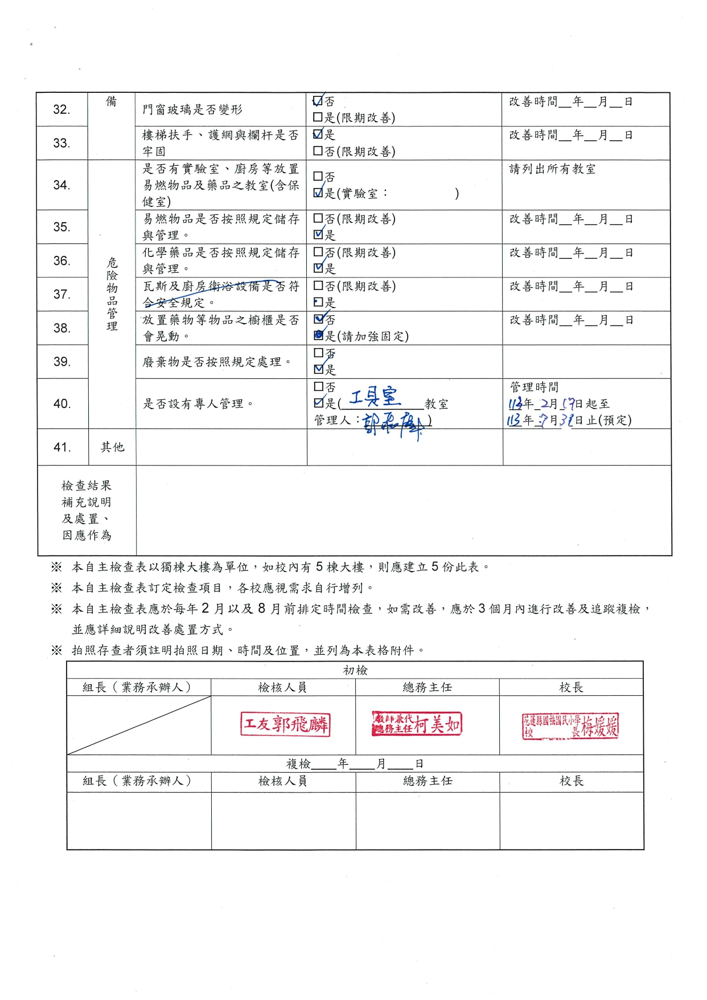 32. 備 門窗玻璃是否變形 ☑否 改善時間__年__月__日
□是(限期改善)
33. 樓梯扶手、護網與欄杆是否 ☑是 改善時間__年__月__日
牢固 □否(限期改善)
34. 是否有實驗室、廚房等放置 □否 請列出所有教室
易燃物品及藥品之教室(含保 ☑是(實驗室: )
健室)
危險物品管理
35. 易燃物品是否按照規定儲存 □否(限期改善) 改善時間__年__月__日
與管理。 ☑是
36. 化學藥品是否按照規定儲存 □否(限期改善) 改善時間__年__月__日
與管理。 ☑是
37. 瓦斯及廚房衛浴設備是否符 □否(限期改善) 改善時間__年__月__日
合安全規定。 □是
38. 放置藥物等物品之櫥櫃是否 ☑否 改善時間__年__月__日
會晃動。 ■是(請加強固定)
39. 廢棄物是否按照規定處理。 □否
☑是
40. 是否設有專人管理。 □否 管理時間
☑是(工具室教室 113年2月17日起至
管理人:郭飛麟) 113年7月31日止(預定)
41. 其他
檢查結果
補充說明
及處置、
因應作為
※ 本自主檢查表以獨棟大樓為單位,如校內有5棟大樓,則應建立5份此表。
※ 本自主檢查表訂定檢查項目,各校應視需求自行增列。
※ 本自主檢查表應於每年2月以及8月前排定時間檢查,如需改善,應於3個月內進行改善及追蹤複檢,
並應詳細說明改善處置方式。
※ 拍照存查者須註明拍照日期、時間及位置,並列為本表格附件。
初檢
組長(業務承辦人) 檢核人員 總務主任 校長
工友郭飛麟 教師兼代總務主任柯美如 花蓮縣國福國民小學校長梅媛媛
複檢____年____月____日
組長(業務承辦人) 檢核人員 總務主任 校長